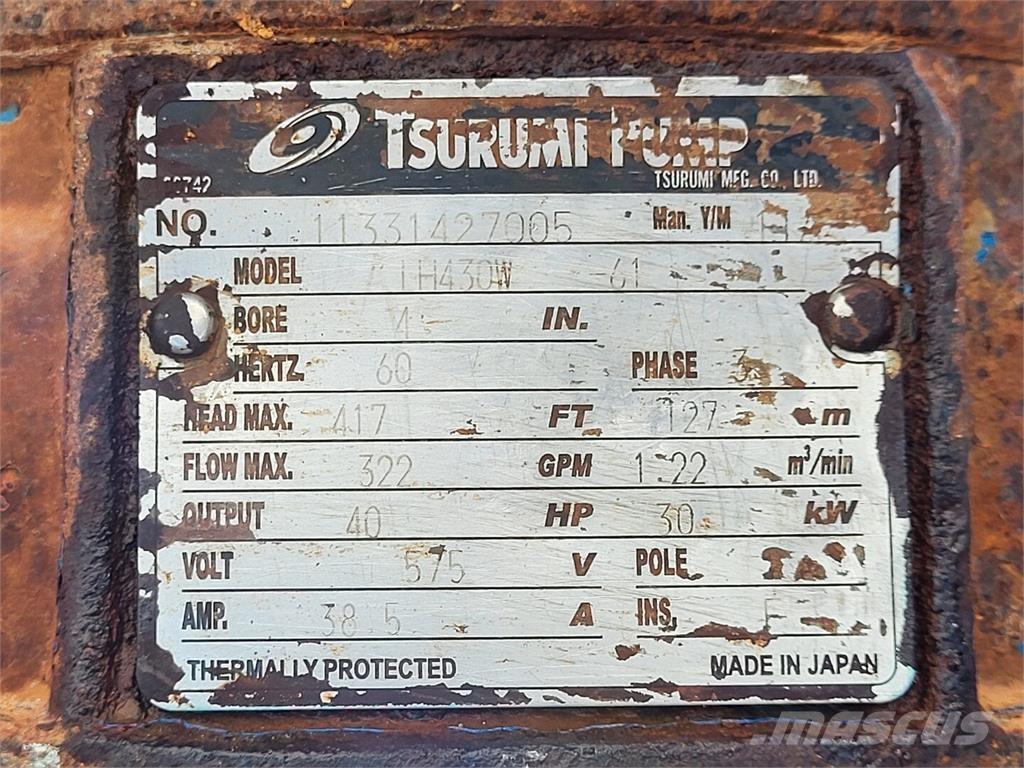 TSURUMI PUMP
TSURUMI MFG. CO., LTD.
NO. 11331427005 Man. Y/M
MODEL LH430W -61
BORE 4 IN.
HERTZ. 60 PHASE 3
HEAD MAX. 417 FT 127 m
FLOW MAX. 322 GPM 1.22 m³/min
OUTPUT 40 HP 30 kW
VOLT 575 V POLE
AMP. 38.5 A INS, F
THERMALLY PROTECTED MADE IN JAPAN
mascus